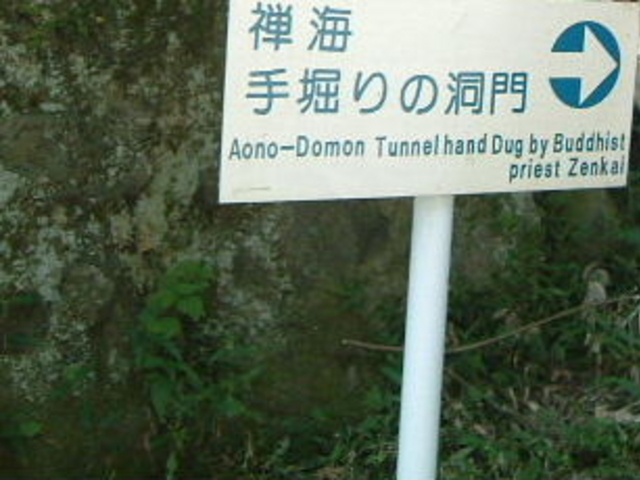 禅海
手堀りの洞門
Aono-Domon Tunnel hand Dug by Buddhist
priest Zenkai